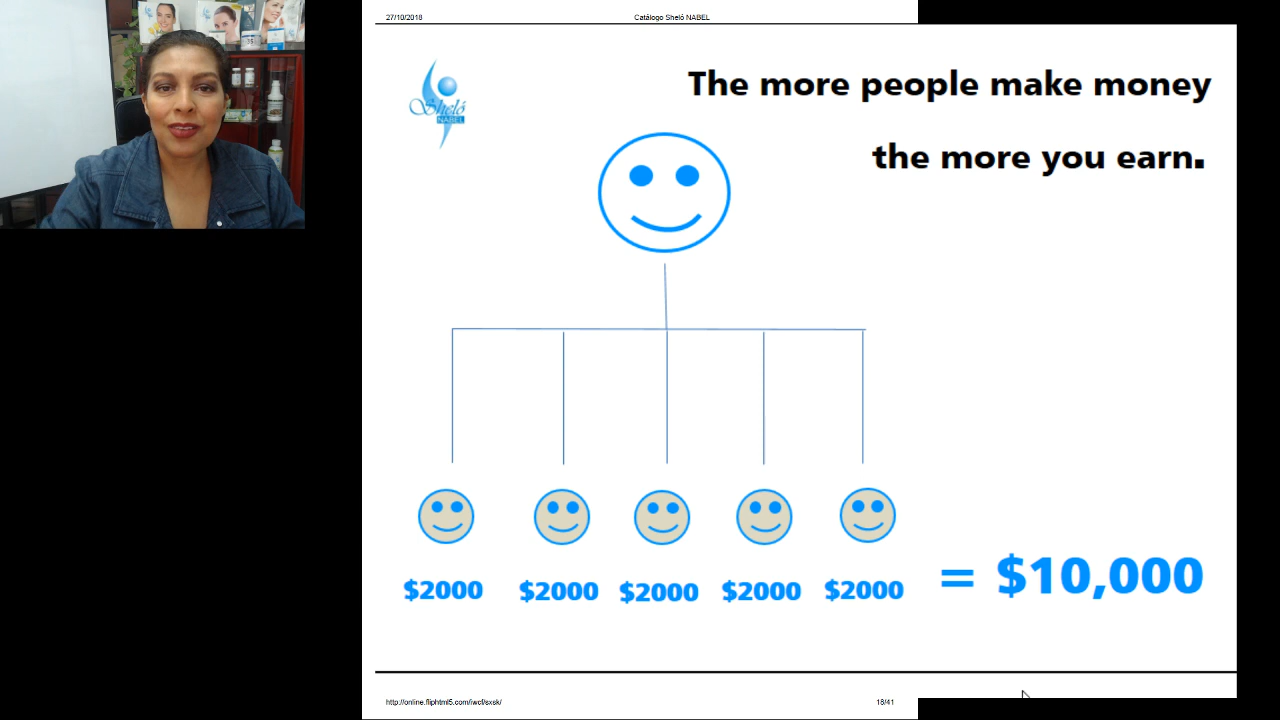 27/10/2018
Catálogo Sheló NABEL
Sheló
NABEL
The more people make money
the more you earn.
$2000 $2000 $2000 $2000 $2000 = $10,000
http://online.fliphtml5.com/iwcf/sxsk/
18/41